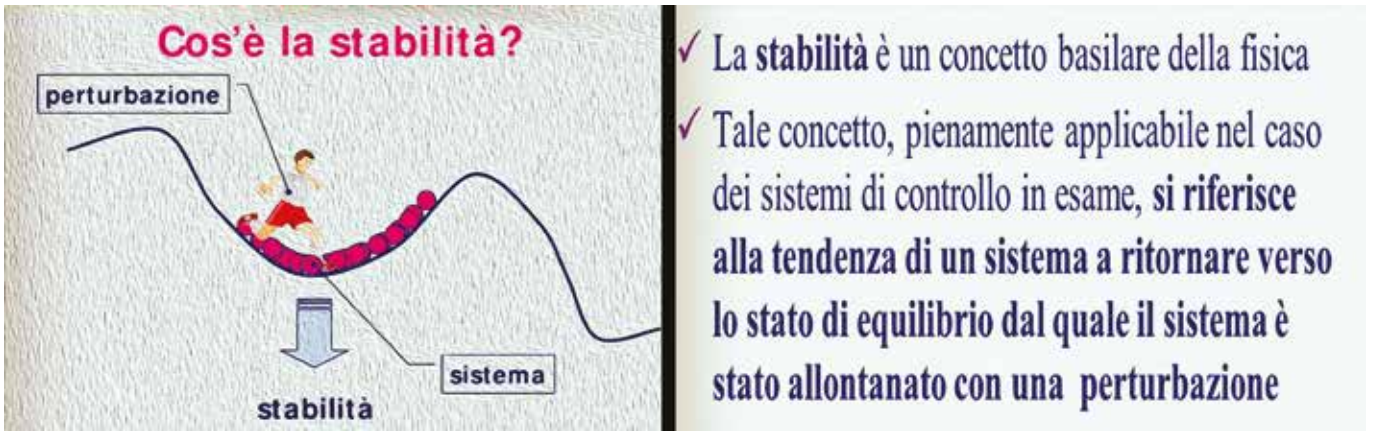 Cos'è la stabilità?
perturbazione
sistema
stabilità
✓ La stabilità è un concetto basilare della fisica
✓ Tale concetto, pienamente applicabile nel caso
dei sistemi di controllo in esame, si riferisce
alla tendenza di un sistema a ritornare verso
lo stato di equilibrio dal quale il sistema è
stato allontanato con una perturbazione